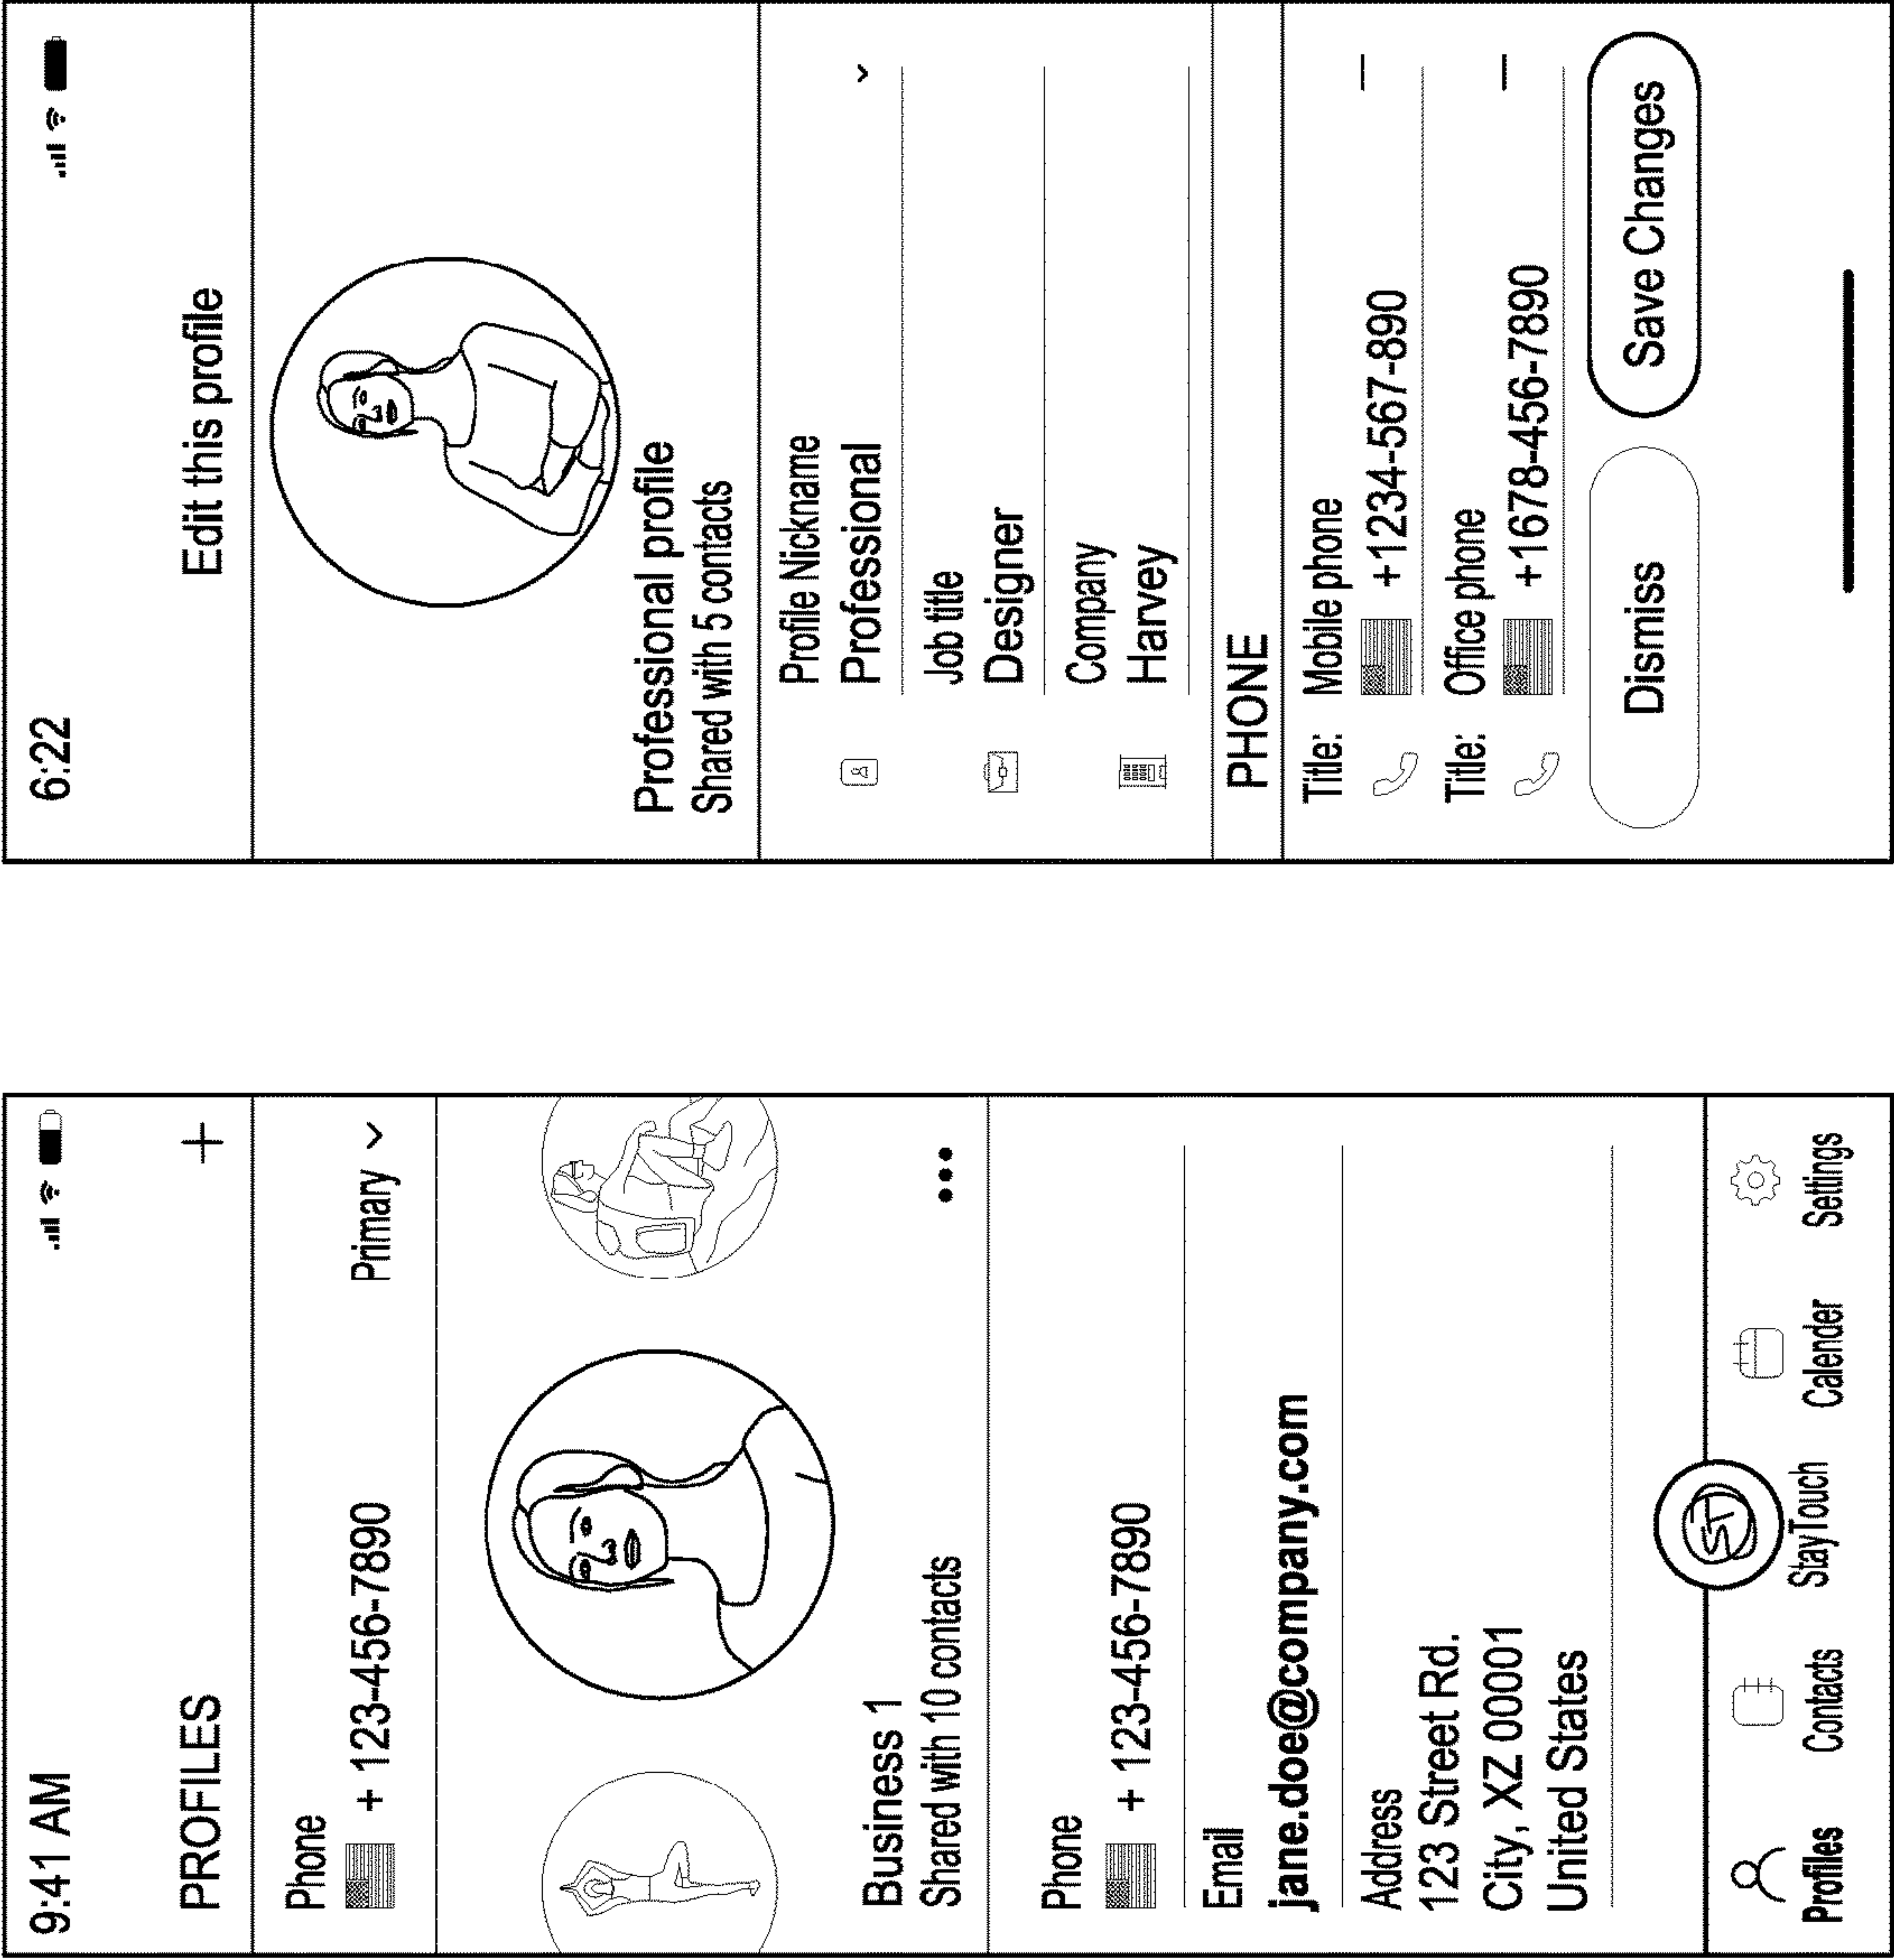 9:41 AM
PROFILES +
Phone
+ 123-456-7890 Primary
Business 1
Shared with 10 contacts
Phone
+ 123-456-7890
Email
jane.doe@company.com
Address
123 Street Rd.
City, XZ 00001
United States
ST
Profiles Contacts StayTouch Calender Settings
6:22
Edit this profile
Professional profile
Shared with 5 contacts
Profile Nickname
Professional
Job title
Designer
Company
Harvey
PHONE
Title: Mobile phone
+1234-567-890
Title: Office phone
+1678-456-7890
Dismiss Save Changes